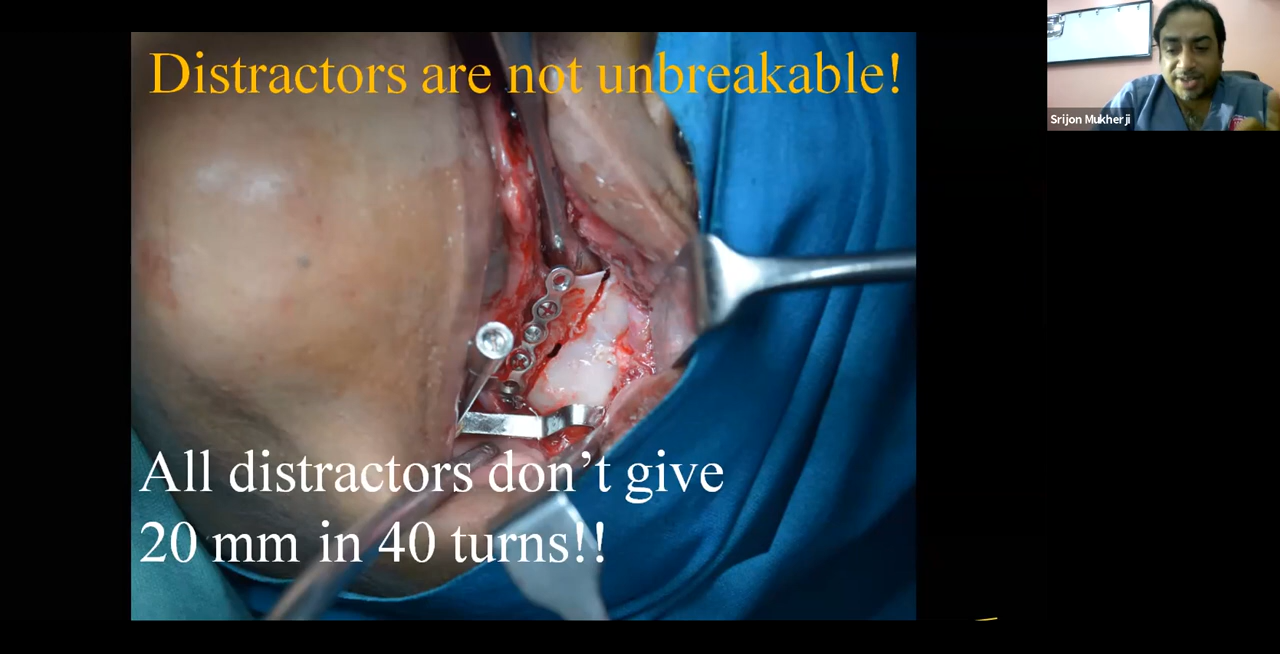 Distractors are not unbreakable!
Srijon Mukherji
All distractors don't give
20 mm in 40 turns!!